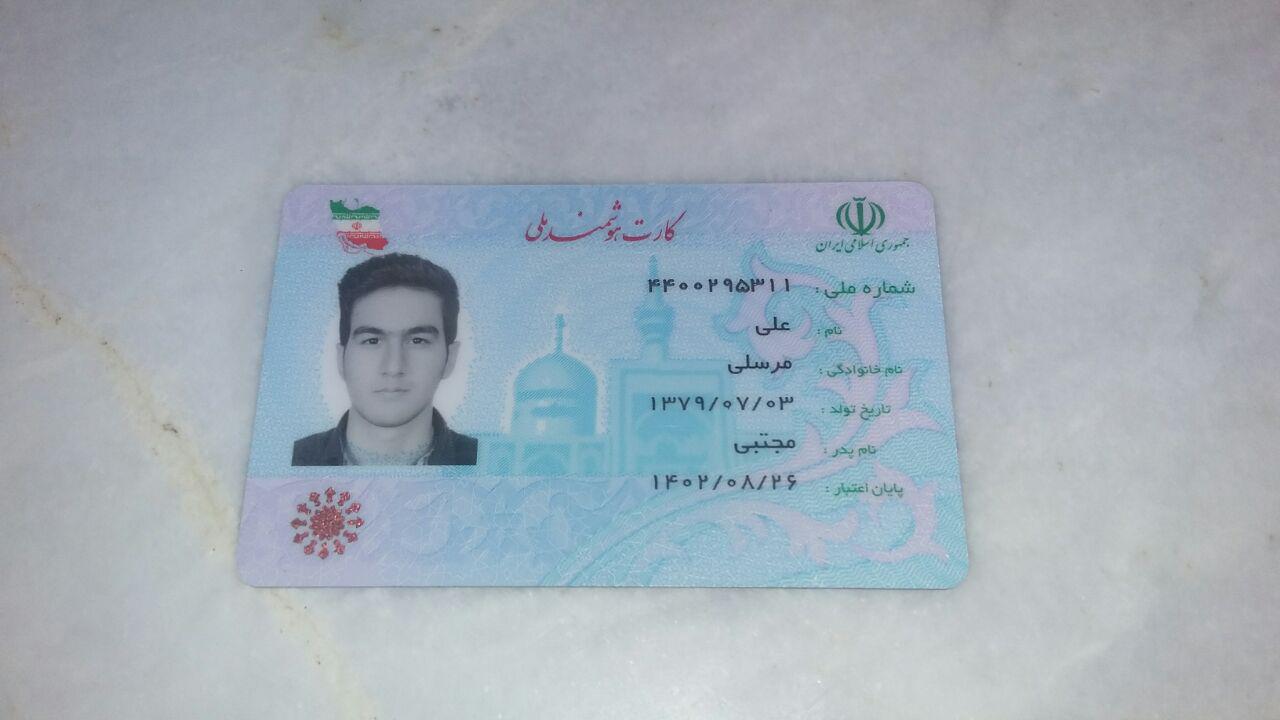 کارت هوشمند ملی
جمهوری اسلامی ایران
شماره ملی : ۴۴۰۰۲۹۵۳۱۱
نام : علی
نام خانوادگی : مرسلی
تاریخ تولد : ۱۳۷۹/۰۷/۰۳
نام پدر : مجتبی
پایان اعتبار : ۱۴۰۲/۰۸/۲۶